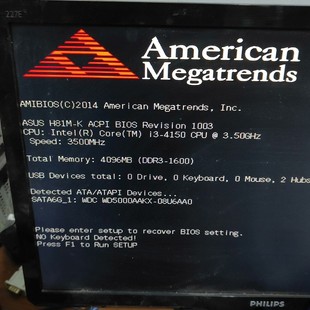 227E
American
Megatrends
AMIBIOS(C)2014 American Megatrends, Inc.
ASUS H81M-K ACPI BIOS Revision 1003
CPU: Intel(R) Core(TM) i3-4150 CPU @ 3.50GHz
Speed: 3500MHz
Total Memory: 4096MB (DDR3-1600)
USB Devices total: 0 Drive, 0 Keyboard, 0 Mouse, 2 Hubs
Detected ATA/ATAPI Devices...
SATA6G_1: WDC WD5000AAKX-08U6AA0
Please enter setup to recover BIOS setting.
NO Keyboard Detected!
Press F1 to Run SETUP
PHILIPS